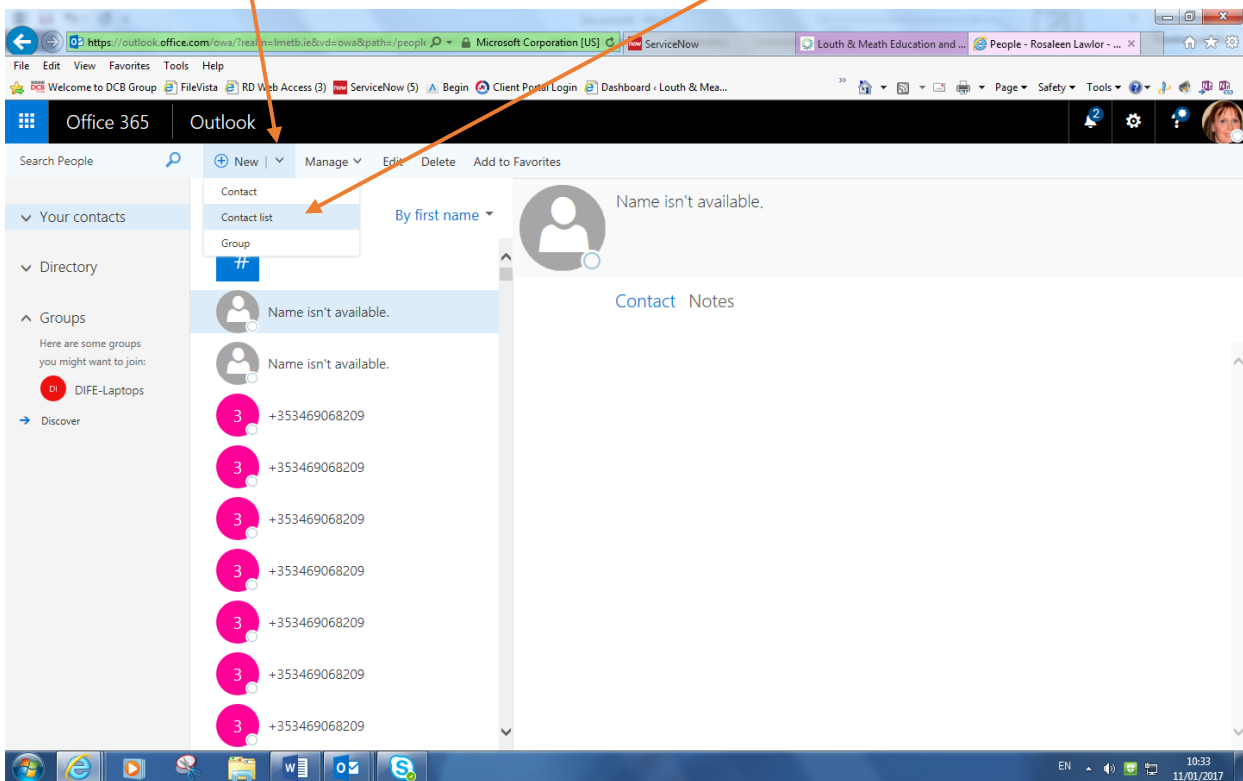 https://outlook.office.com/owa/?realm=lmetb.ie&vd=owa&path=/people
Microsoft Corporation [US]
now ServiceNow
Louth & Meath Education and ...
People - Rosaleen Lawlor - ... ×
File Edit View Favorites Tools Help
Welcome to DCB Group
FileVista
RD Web Access (3)
now ServiceNow (5)
Begin
Client Portal Login
Dashboard ‹ Louth & Mea...
»
Page
Safety
Tools
Office 365
Outlook
2
Search People
New
Manage
Edit
Delete
Add to Favorites
Contact
Contact list
Group
Your contacts
Directory
Groups
Here are some groups
you might want to join:
DI DIFE-Laptops
Discover
By first name
#
Name isn't available.
Name isn't available.
3 +353469068209
3 +353469068209
3 +353469068209
3 +353469068209
3 +353469068209
3 +353469068209
3 +353469068209
Name isn't available.
Contact Notes
EN
10:33
11/01/2017